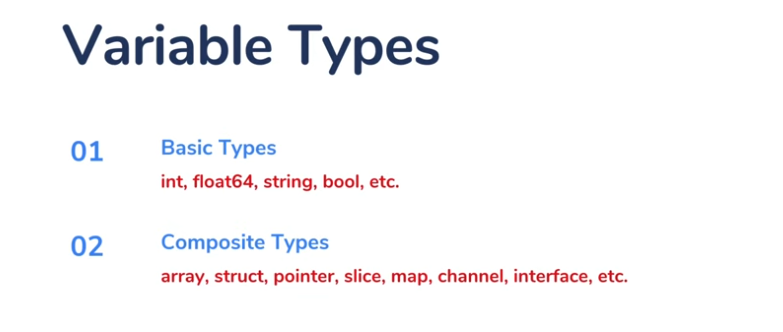 Variable Types
01
Basic Types
int, float64, string, bool, etc.
02
Composite Types
array, struct, pointer, slice, map, channel, interface, etc.